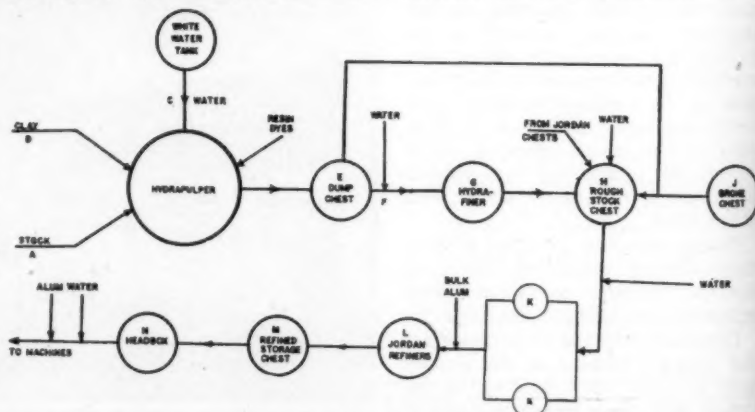 WHITE
WATER
TANK
C WATER
CLAY
B
RESIN
DYES
WATER
FROM JORDAN
CHESTS
WATER
HYDRAPULPER
E
DUMP
CHEST
F
G
HYDRA-
FINER
H
ROUGH
STOCK
CHEST
J
BROKE
CHEST
STOCK
A
ALUM WATER
BULK
ALUM
K
WATER
N
HEADBOX
M
REFINED
STORAGE
CHEST
L
JORDAN
REFINERS
TO MACHINES
K